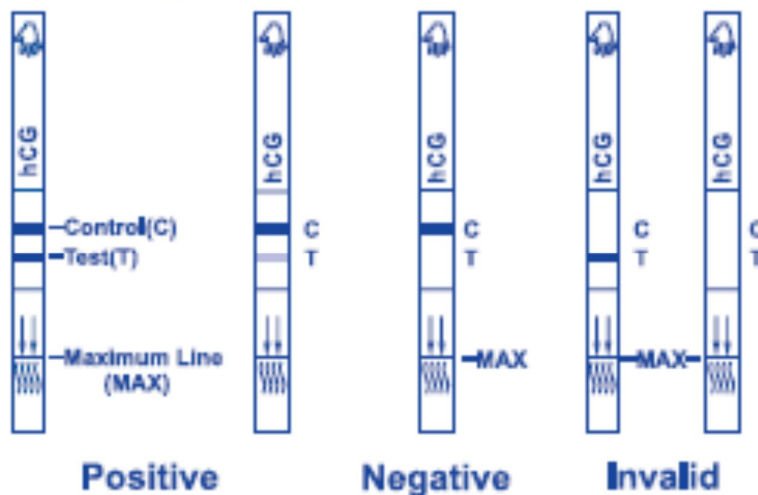 hCG
hCG
hCG
hCG
hCG
Control(C)
Test(T)
Maximum Line
(MAX)
C
T
C
T
MAX
C
T
MAX
C
T
Positive
Negative
Invalid